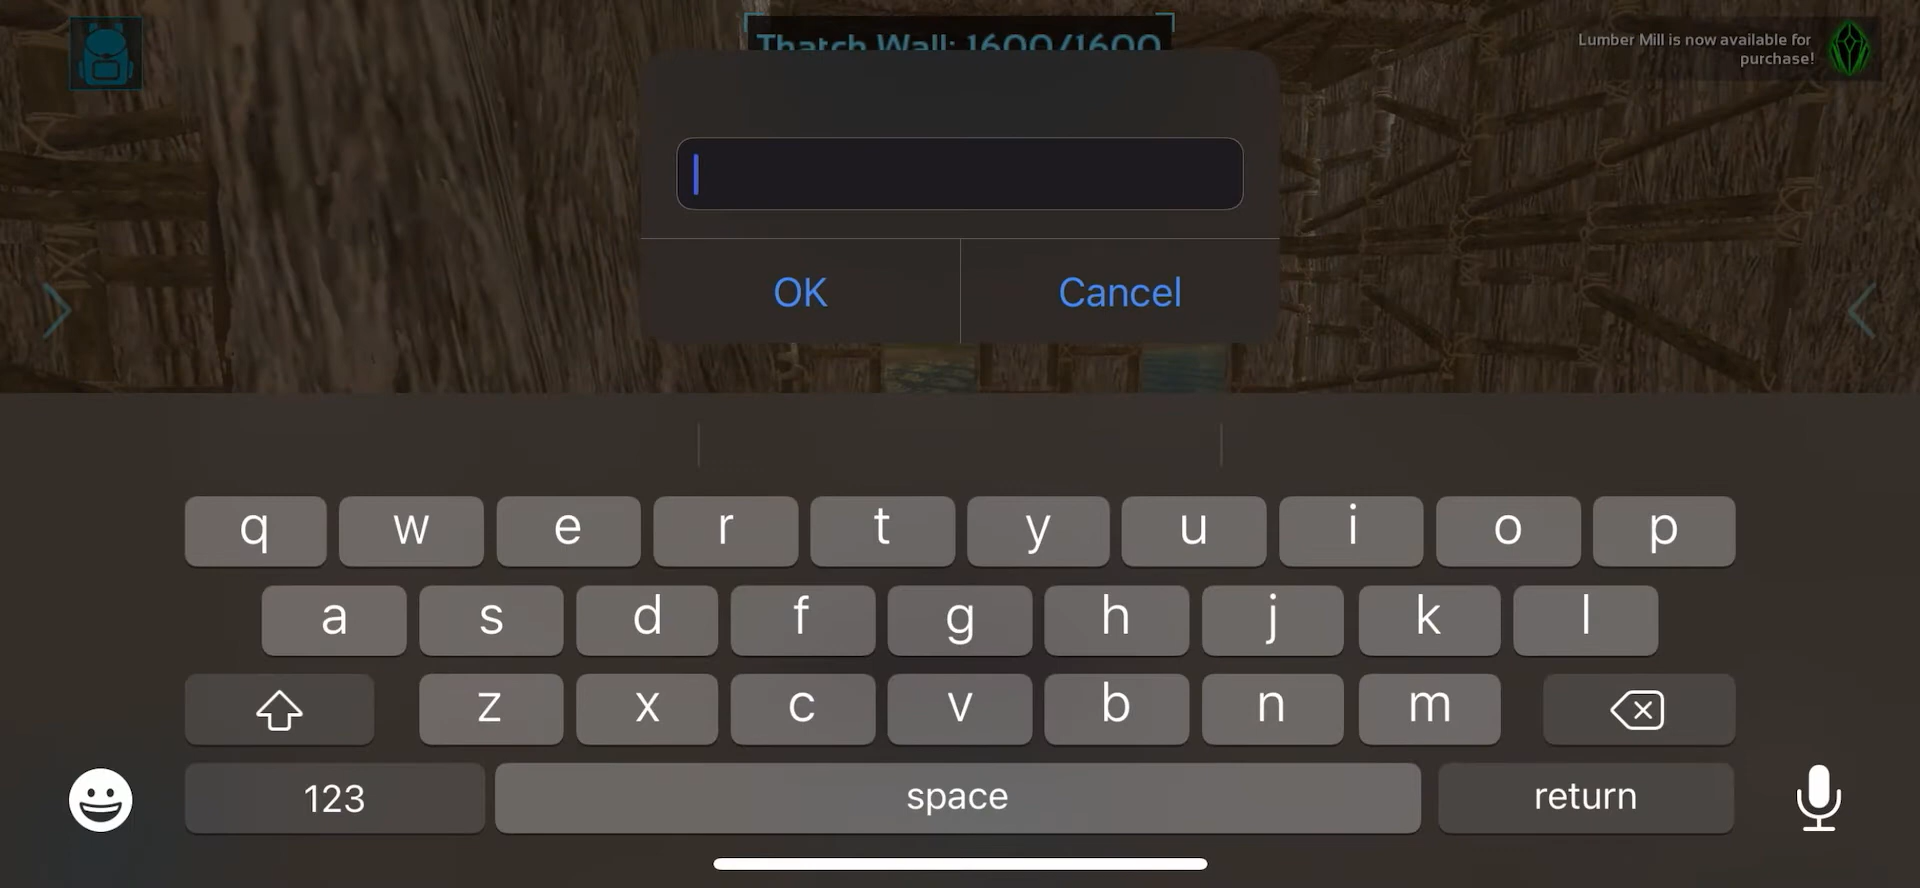 Thatch Wall: 1600/1600
Lumber Mill is now available for
purchase!
OK
Cancel
q w e r t y u i o p
a s d f g h j k l
z x c v b n m
123
space
return